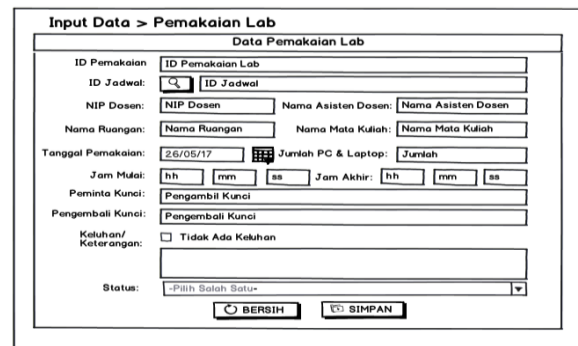 Input Data > Pemakaian Lab
Data Pemakaian Lab
ID Pemakaian ID Pemakaian Lab
ID Jadwal: ID Jadwal
NIP Dosen: NIP Dosen Nama Asisten Dosen: Nama Asisten Dosen
Nama Ruangan: Nama Ruangan Nama Mata Kuliah: Nama Mata Kuliah
Tanggal Pemakaian: 26/05/17 Jumlah PC & Laptop: Jumlah
Jam Mulai: hh mm ss Jam Akhir: hh mm ss
Peminta Kunci: Pengambil Kunci
Pengembali Kunci: Pengembali Kunci
Keluhan/
Keterangan: Tidak Ada Keluhan
Status: -Pilih Salah Satu-
BERSIH SIMPAN